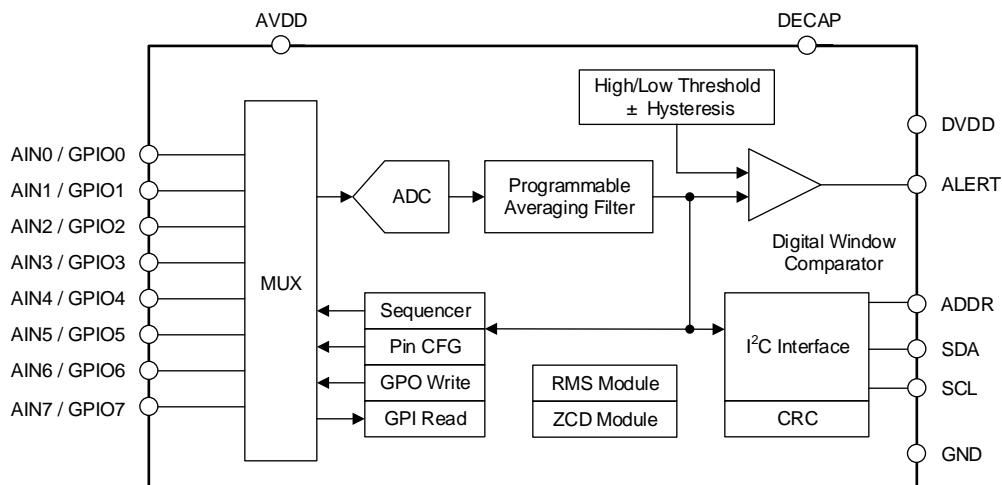 AVDD
DECAP
High/Low Threshold
± Hysteresis
DVDD
AIN0 / GPIO0
AIN1 / GPIO1
AIN2 / GPIO2
AIN3 / GPIO3
AIN4 / GPIO4
AIN5 / GPIO5
AIN6 / GPIO6
AIN7 / GPIO7
MUX
ADC
Programmable
Averaging Filter
ALERT
Digital Window
Comparator
Sequencer
Pin CFG
GPO Write
GPI Read
RMS Module
ZCD Module
I²C Interface
CRC
ADDR
SDA
SCL
GND